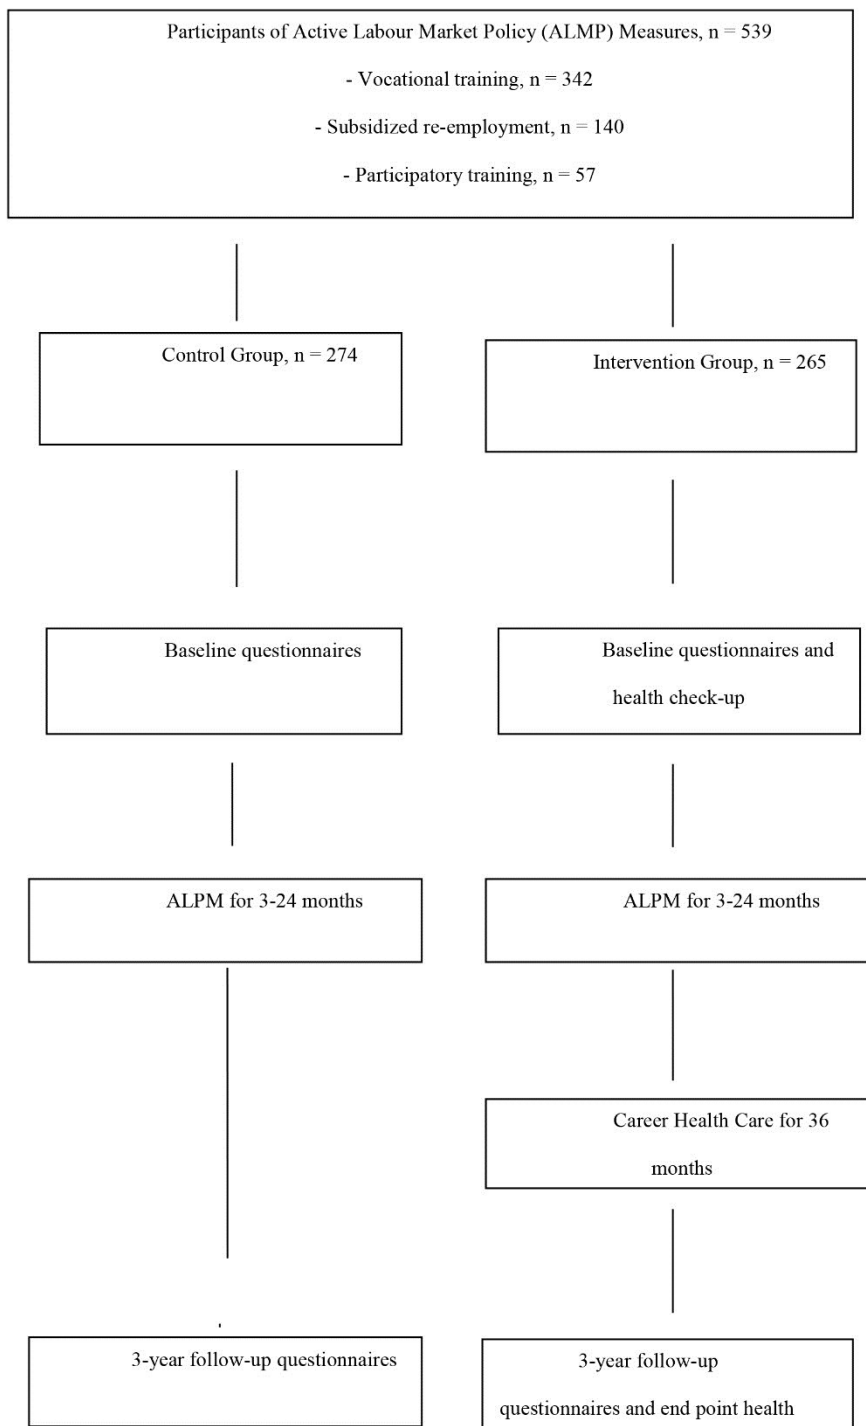 Participants of Active Labour Market Policy (ALMP) Measures, n = 539
- Vocational training, n = 342
- Subsidized re-employment, n = 140
- Participatory training, n = 57
Control Group, n = 274
Intervention Group, n = 265
Baseline questionnaires
Baseline questionnaires and
health check-up
ALPM for 3-24 months
ALPM for 3-24 months
Career Health Care for 36
months
3-year follow-up questionnaires
3-year follow-up
questionnaires and end point health